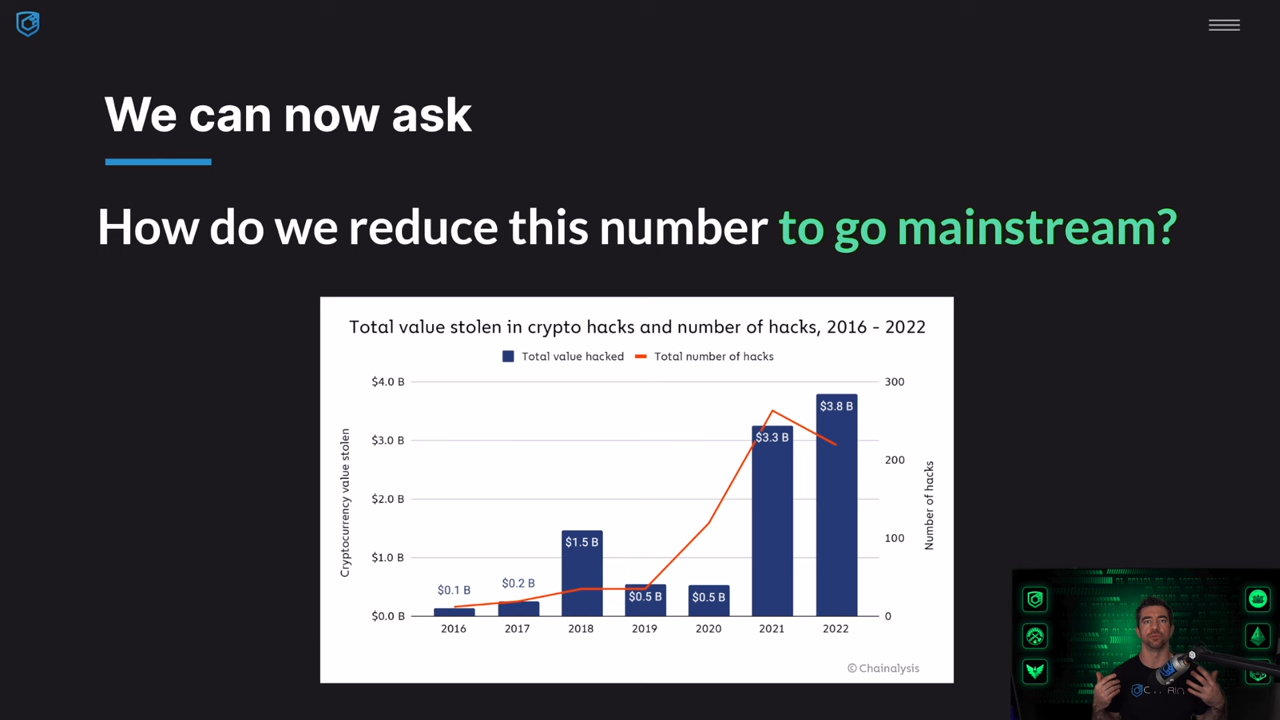 We can now ask
How do we reduce this number to go mainstream?
Total value stolen in crypto hacks and number of hacks, 2016 - 2022
Total value hacked
Total number of hacks
Cryptocurrency value stolen
$4.0 B
$3.0 B
$2.0 B
$1.0 B
$0.0 B
$0.1 B
$0.2 B
$1.5 B
$0.5 B
$0.5 B
$3.3 B
$3.8 B
300
200
100
0
Number of hacks
2016
2017
2018
2019
2020
2021
2022
© Chainalysis